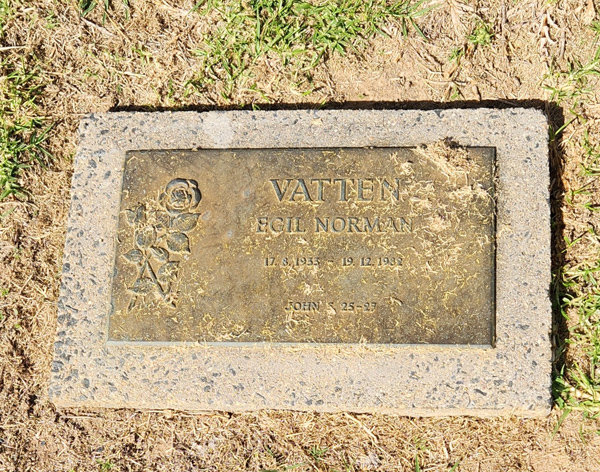 VATTEN
EGIL NORMAN
17.8.1933 - 19.12.1982
JOHN 5 25-27